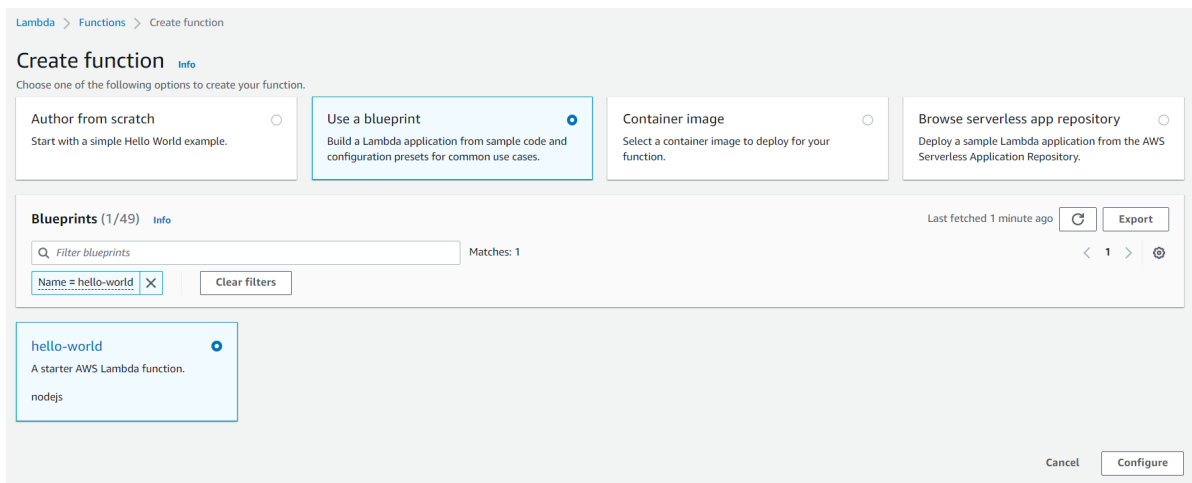 Lambda > Functions > Create function
Create function Info
Choose one of the following options to create your function.
Author from scratch
Start with a simple Hello World example.
Use a blueprint
Build a Lambda application from sample code and
configuration presets for common use cases.
Container image
Select a container image to deploy for your
function.
Browse serverless app repository
Deploy a sample Lambda application from the AWS
Serverless Application Repository.
Blueprints (1/49) Info
Last fetched 1 minute ago
Export
Filter blueprints
Matches: 1
< 1 >
Name = hello-world
Clear filters
hello-world
A starter AWS Lambda function.
nodejs
Cancel
Configure